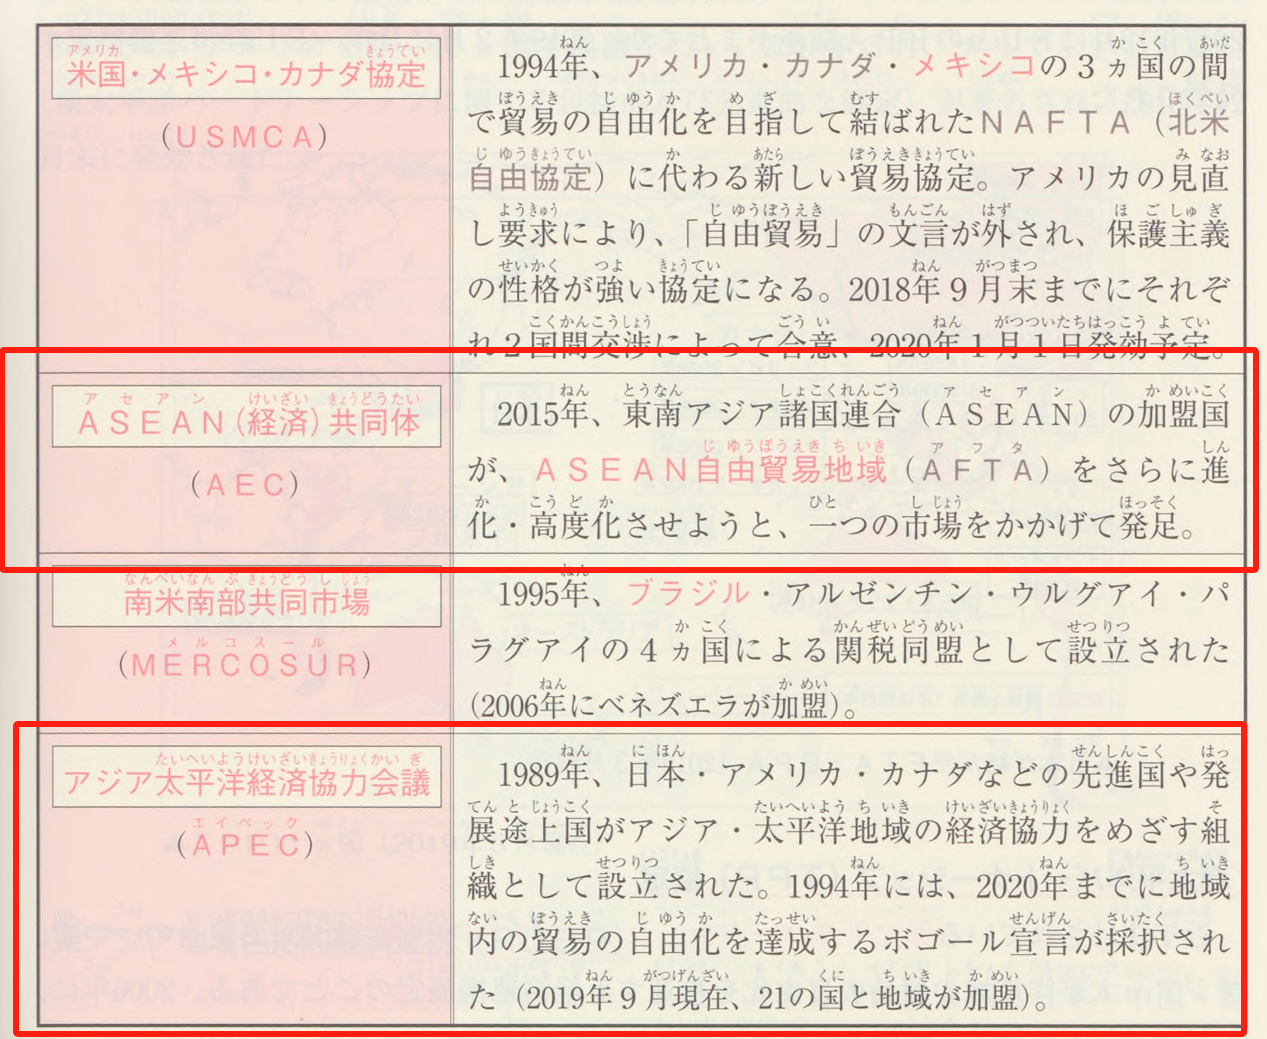 米国・メキシコ・カナダ協定
(USMCA)
1994年、アメリカ・カナダ・メキシコの3ヵ国の間
で貿易の自由化を目指して結ばれたNAFTA（北米
自由協定）に代わる新しい貿易協定。アメリカの見直
し要求により、「自由貿易」の文言が外され、保護主義
の性格が強い協定になる。2018年9月末までにそれぞ
れ2国間交渉によって合意、2020年1月1日発効予定。
ASEAN(経済)共同体
(AEC)
2015年、東南アジア諸国連合（ASEAN）の加盟国
が、ASEAN自由貿易地域（AFTA）をさらに進
化・高度化させようと、一つの市場をかかげて発足。
南米南部共同市場
(MERCOSUR)
1995年、ブラジル・アルゼンチン・ウルグアイ・パ
ラグアイの4ヵ国による関税同盟として設立された
(2006年にベネズエラが加盟)。
アジア太平洋経済協力会議
(APEC)
1989年、日本・アメリカ・カナダなどの先進国や発
展途上国がアジア・太平洋地域の経済協力をめざす組
織として設立された。1994年には、2020年までに地域
内の貿易の自由化を達成するボゴール宣言が採択され
た(2019年9月現在、21の国と地域が加盟)。